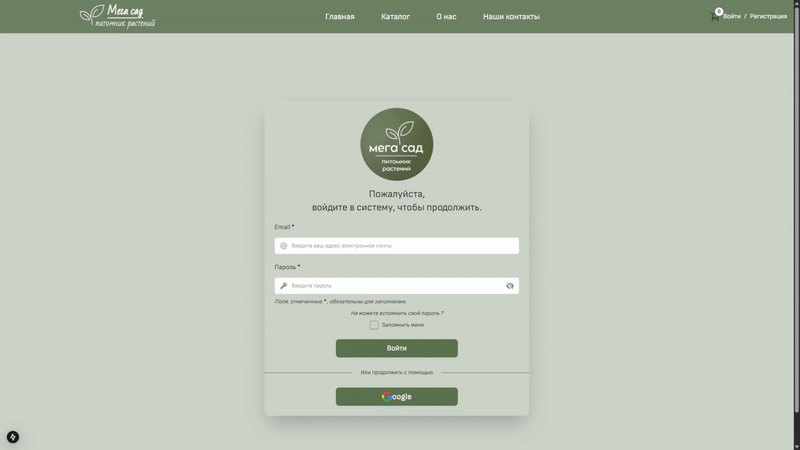 Мега сад
питомник растений
Главная
Каталог
О нас
Наши контакты
0
Войти / Регистрация
мега сад
питомник
растений
Пожалуйста,
войдите в систему, чтобы продолжить.
Email *
Введите ваш адрес электронной почты
Пароль *
Введите пароль
Поля, отмеченные *, обязательны для заполнения.
Не можете вспомнить свой пароль ?
Запомнить меня
Войти
Или продолжить с помощью
Google